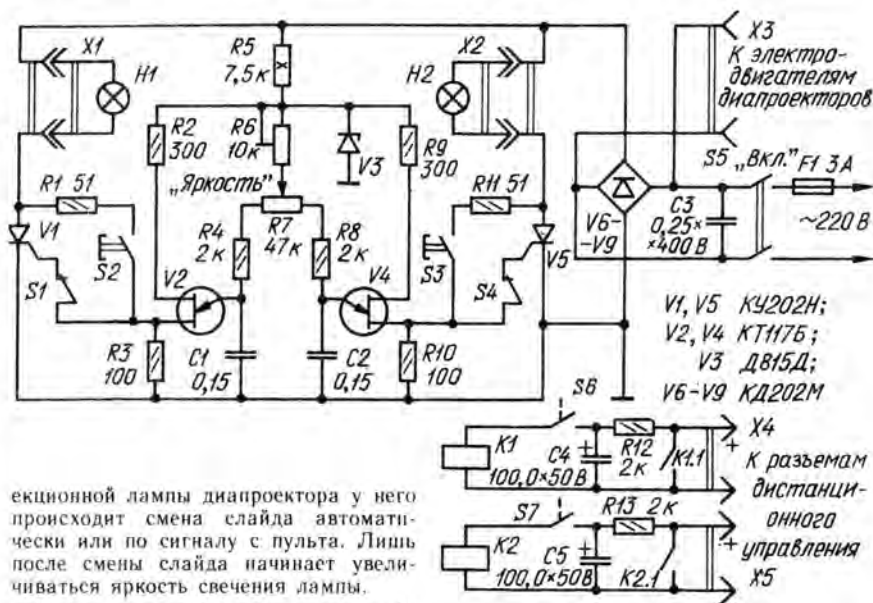 X1
H1
R5
7,5к
X2
H2
X3
К электро-
двигателям
диапроекторов
R2
300
R6
10к
V3
R9
300
S5 „Вкл."
F1 3А
R1 51
„Яркость"
R11 51
V6-
-V9
C3
0,25×
×400В
~220В
V1
S2
R4
2к
R7
47к
R8
2к
S3
V5
S1
V2
V4
S4
R3
100
C1
0,15
C2
0,15
R10
100
V1, V5 КУ202Н;
V2, V4 КТ117Б;
V3 Д815Д;
V6-V9 КД202М
S6
K1
C4
+
100,0×50В
R12
2к
K1.1
X4
+
К разъемам
дистанци-
онного
управления
S7
K2
C5
+
100,0×50В
R13 2к
K2.1
+
X5
екционной лампы диапроектора у него
происходит смена слайда автомати-
чески или по сигналу с пульта. Лишь
после смены слайда начинает увели-
чиваться яркость свечения лампы.